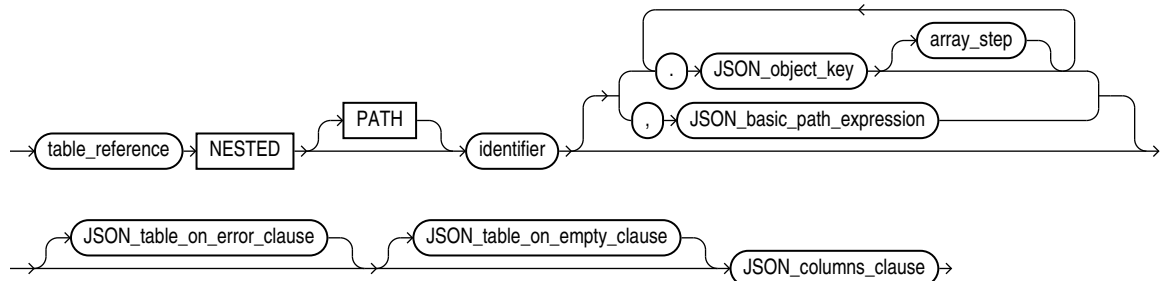 array_step
. JSON_object_key
PATH
, JSON_basic_path_expression
table_reference NESTED identifier
JSON_table_on_error_clause JSON_table_on_empty_clause
JSON_columns_clause